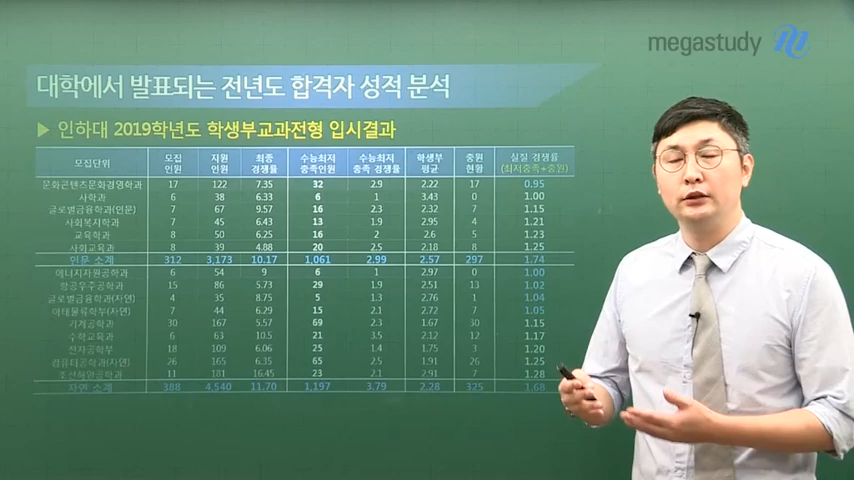 megastudy
대학에서 발표되는 전년도 합격자 성적 분석
▶ 인하대 2019학년도 학생부교과전형 입시결과
모집단위 모집인원 지원인원 최종경쟁률 수능최저충족인원 수능최저충족 경쟁률 학생부평균 충원현황 실질 경쟁률(최저충족+충원)
문화콘텐츠문화경영학과 17 122 7.35 32 2.9 2.22 17 0.95
사학과 6 38 6.33 6 1 3.43 0 1.00
글로벌금융학과(인문) 7 67 9.57 16 2.3 2.32 7 1.15
사회복지학과 7 45 6.43 13 1.9 2.95 4 1.21
교육학과 8 50 6.25 16 2 2.6 5 1.23
사회교육과 8 39 4.88 20 2.5 2.18 8 1.25
인문 소계 312 3,173 10.17 1,061 2.99 2.57 297 1.74
에너지자원공학과 6 54 9 6 1 2.97 0 1.00
항공우주공학과 15 86 5.73 29 1.9 2.51 13 1.02
글로벌금융학과(자연) 4 35 8.75 5 1.3 2.76 1 1.04
아태물류학부(자연) 7 44 6.29 15 2.1 2.72 7 1.05
기계공학과 30 167 5.57 69 2.3 1.67 30 1.15
수학교육과 6 63 10.5 21 3.5 2.12 12 1.17
전자공학부 18 109 6.06 25 1.4 1.75 3 1.20
컴퓨터공학과(자연) 26 165 6.35 65 2.5 1.91 26 1.25
조선해양공학과 11 181 16.45 23 2.1 2.91 7 1.28
자연 소계 388 4,540 11.70 1,197 3.79 2.28 325 1.68